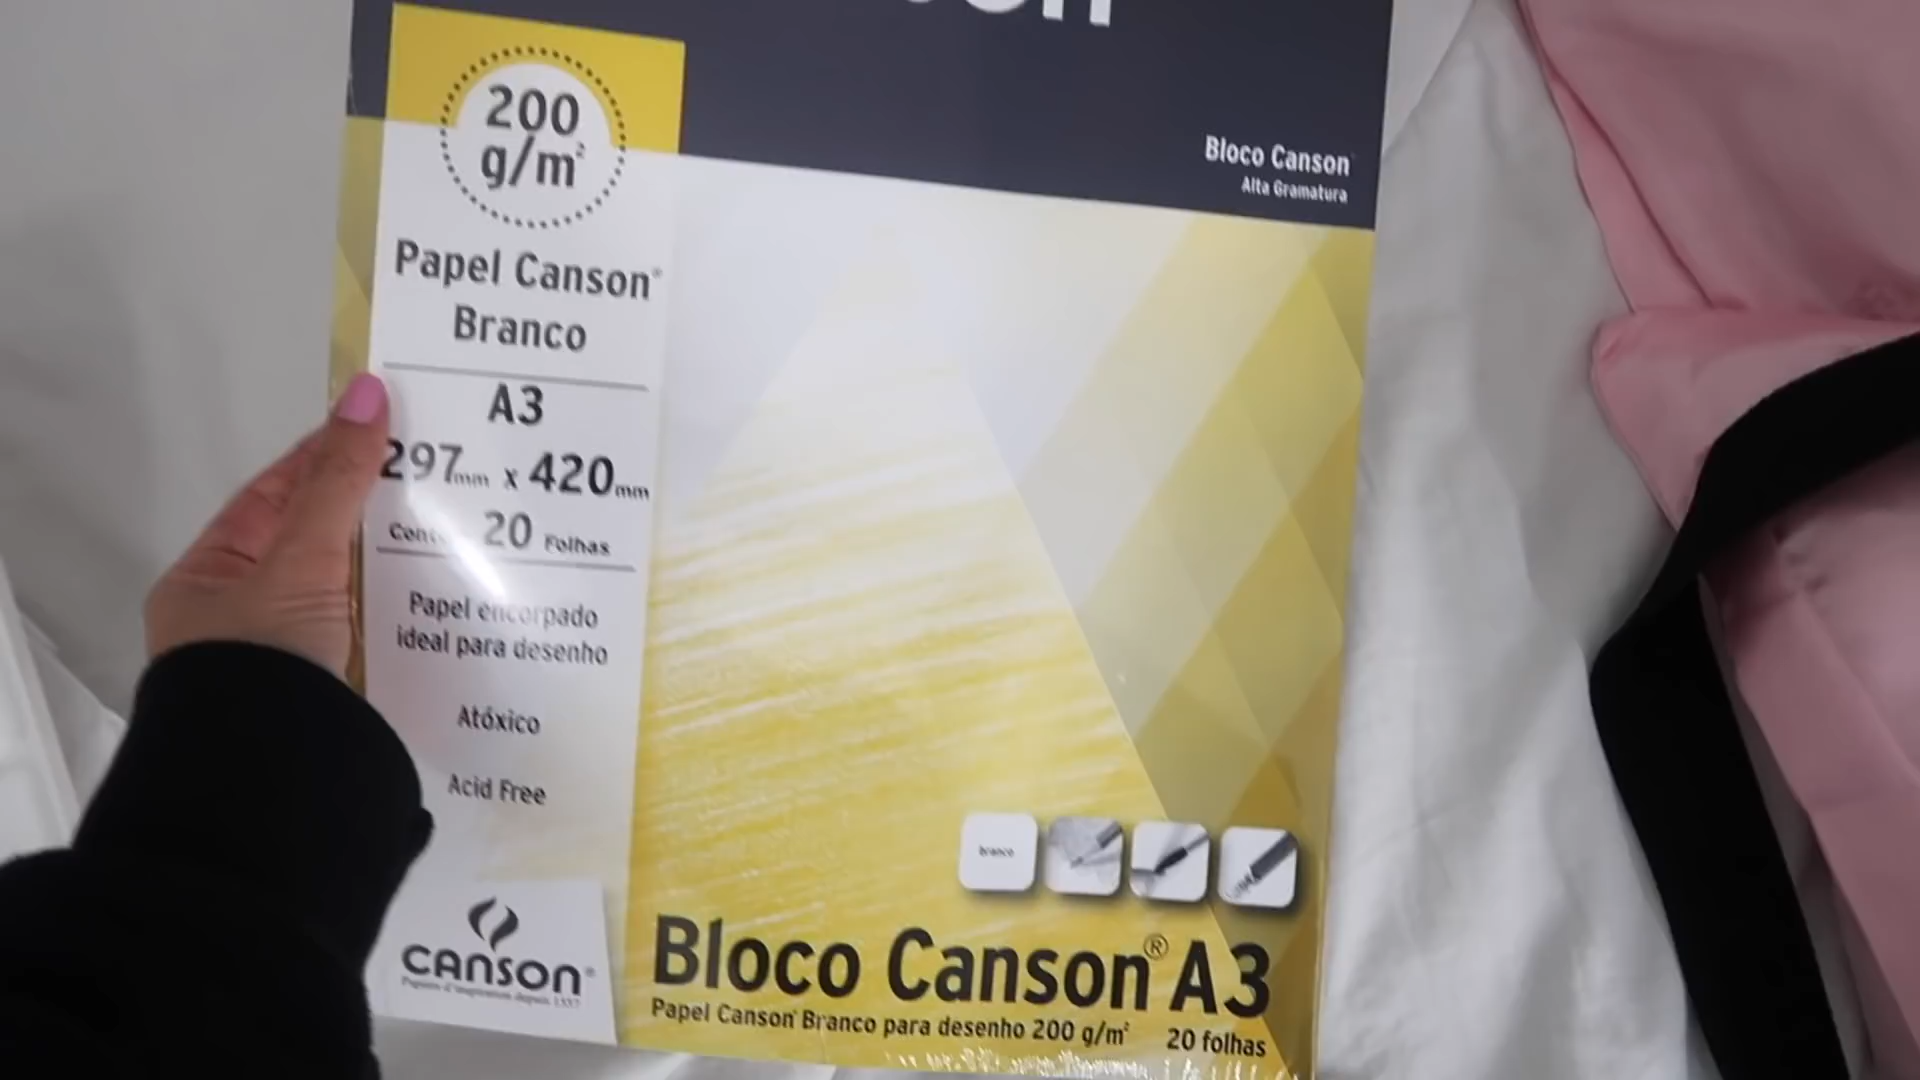 200
g/m²
Bloco Canson
Alta Gramatura
Papel Canson®
Branco
A3
297mm x 420mm
20 Folhas
Papel encorpado
ideal para desenho
Atóxico
Acid Free
branco
CANSON®
Bloco Canson® A3
Papel Canson Branco para desenho 200 g/m² 20 folhas